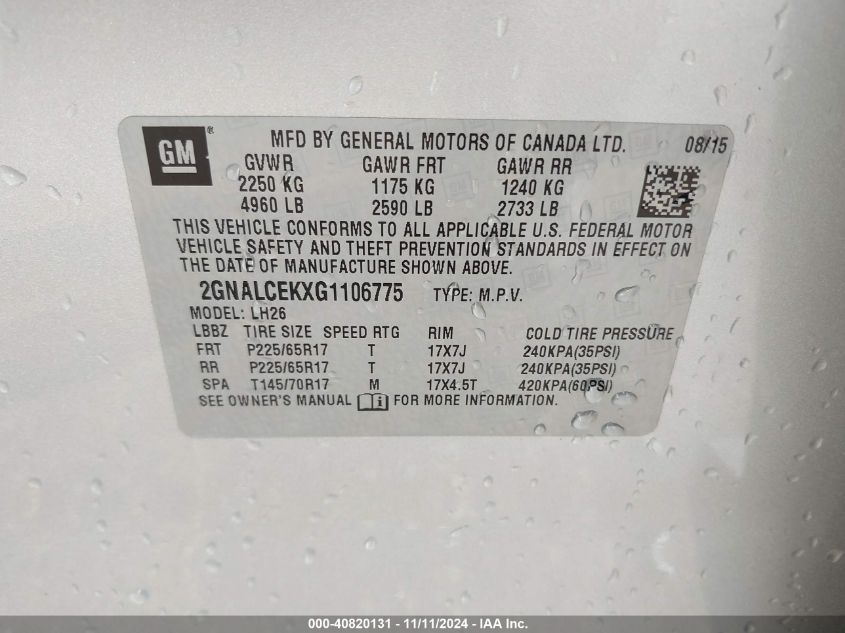 GM ® MFD BY GENERAL MOTORS OF CANADA LTD. 08/15
GVWR GAWR FRT GAWR RR
2250 KG 1175 KG 1240 KG
4960 LB 2590 LB 2733 LB
THIS VEHICLE CONFORMS TO ALL APPLICABLE U.S. FEDERAL MOTOR
VEHICLE SAFETY AND THEFT PREVENTION STANDARDS IN EFFECT ON
THE DATE OF MANUFACTURE SHOWN ABOVE.
2GNALCEKXG1106775 TYPE: M.P.V.
MODEL: LH26
LBBZ TIRE SIZE SPEED RTG RIM COLD TIRE PRESSURE
FRT P225/65R17 T 17X7J 240KPA(35PSI)
RR P225/65R17 T 17X7J 240KPA(35PSI)
SPA T145/70R17 M 17X4.5T 420KPA(60PSI)
SEE OWNER'S MANUAL i FOR MORE INFORMATION.
000-40820131 - 11/11/2024 - IAA Inc.